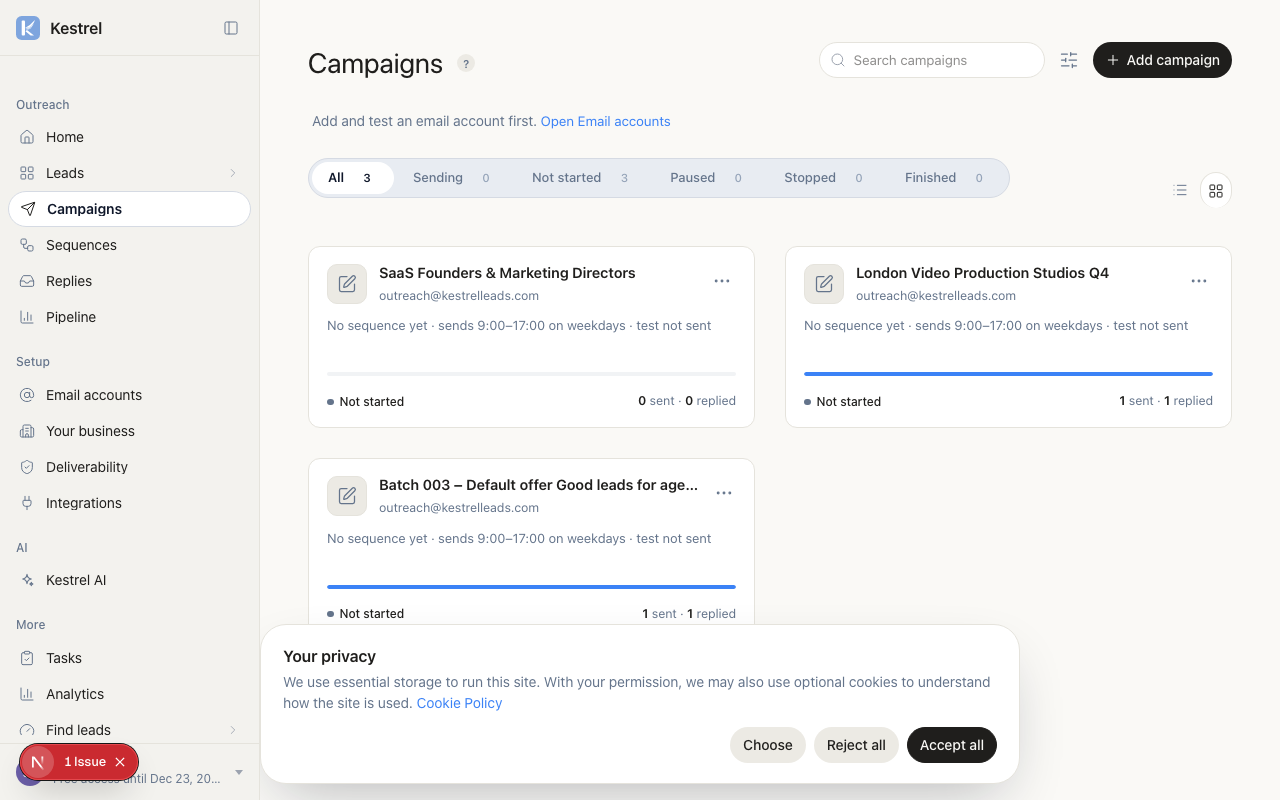 Kestrel
Outreach
Home
Leads
Campaigns
Sequences
Replies
Pipeline
Setup
Email accounts
Your business
Deliverability
Integrations
AI
Kestrel AI
More
Tasks
Analytics
Find leads
N 1 Issue
until Dec 23, 20...
Campaigns ?
Search campaigns
Add campaign
Add and test an email account first. Open Email accounts
All 3 Sending 0 Not started 3 Paused 0 Stopped 0 Finished 0
SaaS Founders & Marketing Directors
outreach@kestrelleads.com
No sequence yet · sends 9:00–17:00 on weekdays · test not sent
Not started 0 sent · 0 replied
London Video Production Studios Q4
outreach@kestrelleads.com
No sequence yet · sends 9:00–17:00 on weekdays · test not sent
Not started 1 sent · 1 replied
Batch 003 – Default offer Good leads for age...
outreach@kestrelleads.com
No sequence yet · sends 9:00–17:00 on weekdays · test not sent
Not started 1 sent · 1 replied
Your privacy
We use essential storage to run this site. With your permission, we may also use optional cookies to understand
how the site is used. Cookie Policy
Choose Reject all Accept all